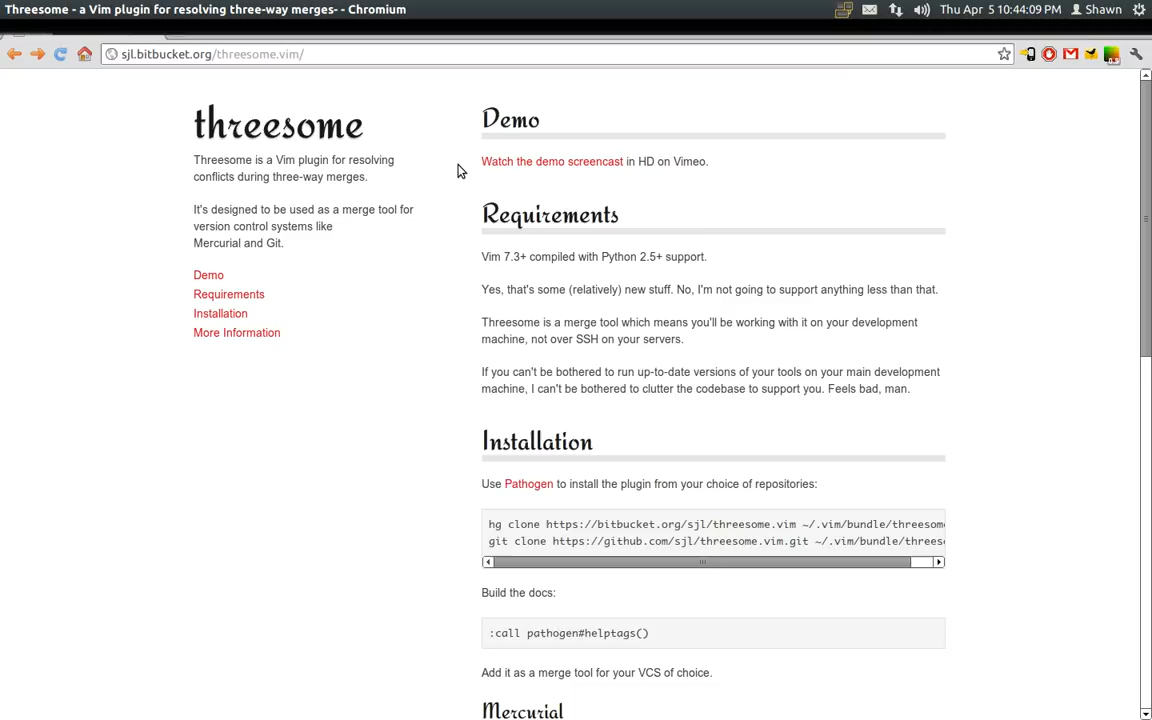 Threesome - a Vim plugin for resolving three-way merges- - Chromium
Thu Apr 5 10:44:09 PM
Shawn
sjl.bitbucket.org/threesome.vim/
threesome
Threesome is a Vim plugin for resolving
conflicts during three-way merges.
It's designed to be used as a merge tool for
version control systems like
Mercurial and Git.
Demo
Requirements
Installation
More Information
Demo
Watch the demo screencast in HD on Vimeo.
Requirements
Vim 7.3+ compiled with Python 2.5+ support.
Yes, that's some (relatively) new stuff. No, I'm not going to support anything less than that.
Threesome is a merge tool which means you'll be working with it on your development
machine, not over SSH on your servers.
If you can't be bothered to run up-to-date versions of your tools on your main development
machine, I can't be bothered to clutter the codebase to support you. Feels bad, man.
Installation
Use Pathogen to install the plugin from your choice of repositories:
hg clone https://bitbucket.org/sjl/threesome.vim ~/.vim/bundle/threesome
git clone https://github.com/sjl/threesome.vim.git ~/.vim/bundle/threes
Build the docs:
:call pathogen#helptags()
Add it as a merge tool for your VCS of choice.
Mercurial